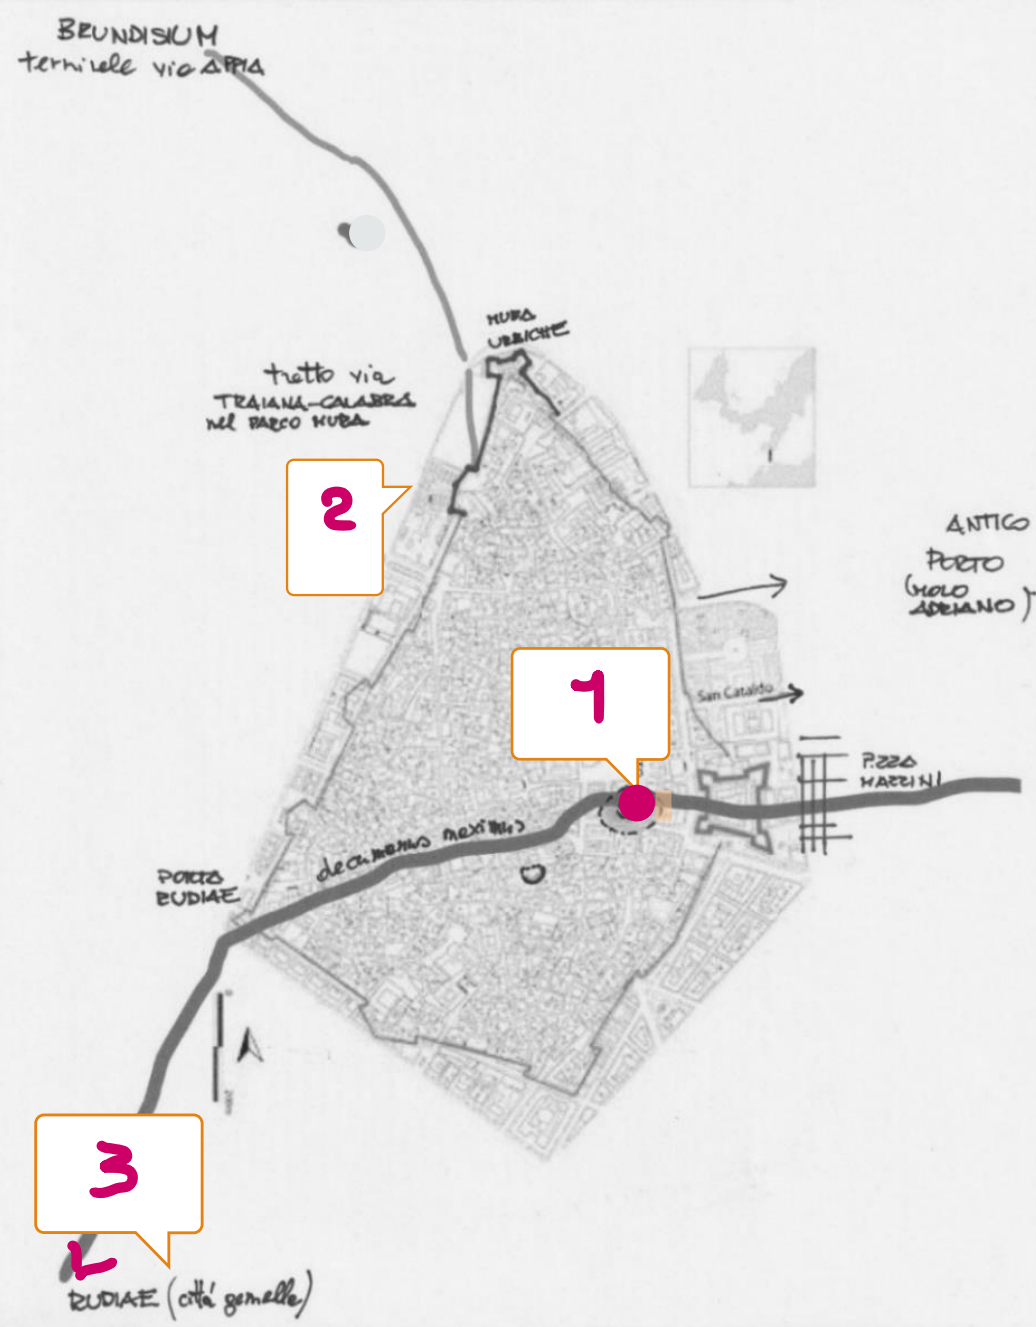 BRUNDISIUM
terminale via APPIA
MURA
URBICHE
tratto via
TRAIANA-CALABRA
nel PARCO MURA
2
ANTICO
PORTO
(MOLO
ADRIANO)
1
San Cataldo
P.ZZA
MAZZINI
decumanus maximus
PORTA
RUDIAE
3
RUDIAE (città gemella)